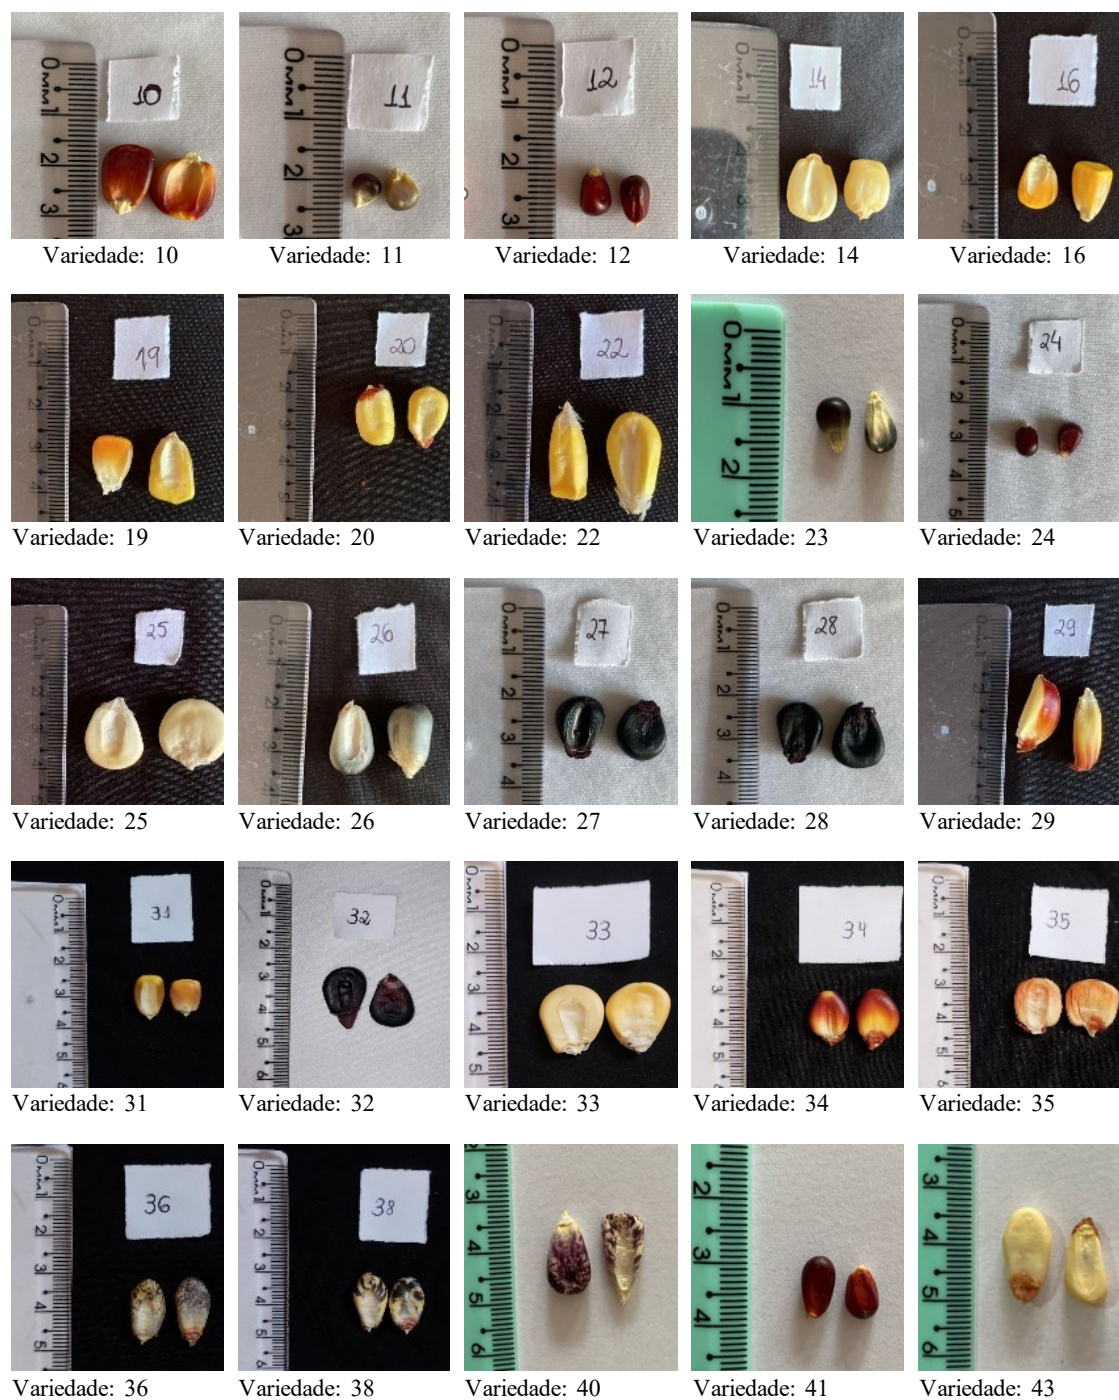 10
11
12
14
16
Variedade: 10
Variedade: 11
Variedade: 12
Variedade: 14
Variedade: 16
19
20
22
23
24
Variedade: 19
Variedade: 20
Variedade: 22
Variedade: 23
Variedade: 24
25
26
27
28
29
Variedade: 25
Variedade: 26
Variedade: 27
Variedade: 28
Variedade: 29
31
32
33
34
35
Variedade: 31
Variedade: 32
Variedade: 33
Variedade: 34
Variedade: 35
36
38
Variedade: 36
Variedade: 38
Variedade: 40
Variedade: 41
Variedade: 43